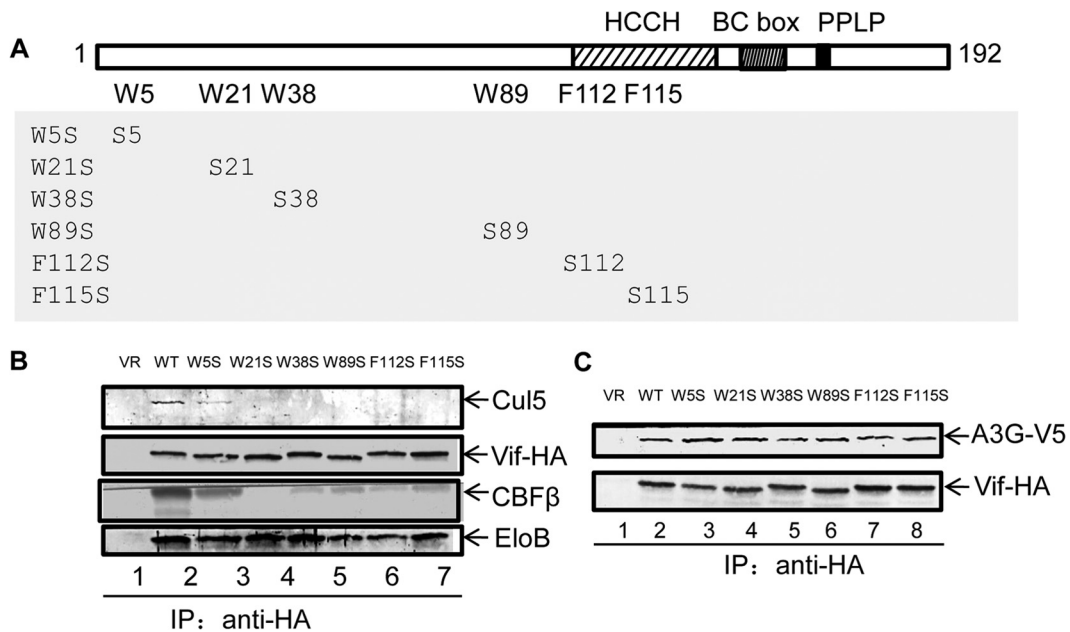 HCCH BC box PPLP
A 1 192
W5 W21 W38 W89 F112 F115
W5S S5
W21S S21
W38S S38
W89S S89
F112S S112
F115S S115
B VR WT W5S W21S W38S W89S F112S F115S
Cul5
Vif-HA
CBFβ
EloB
1 2 3 4 5 6 7
IP: anti-HA
C
VR WT W5S W21S W38S W89S F112S F115S
A3G-V5
Vif-HA
1 2 3 4 5 6 7 8
IP: anti-HA